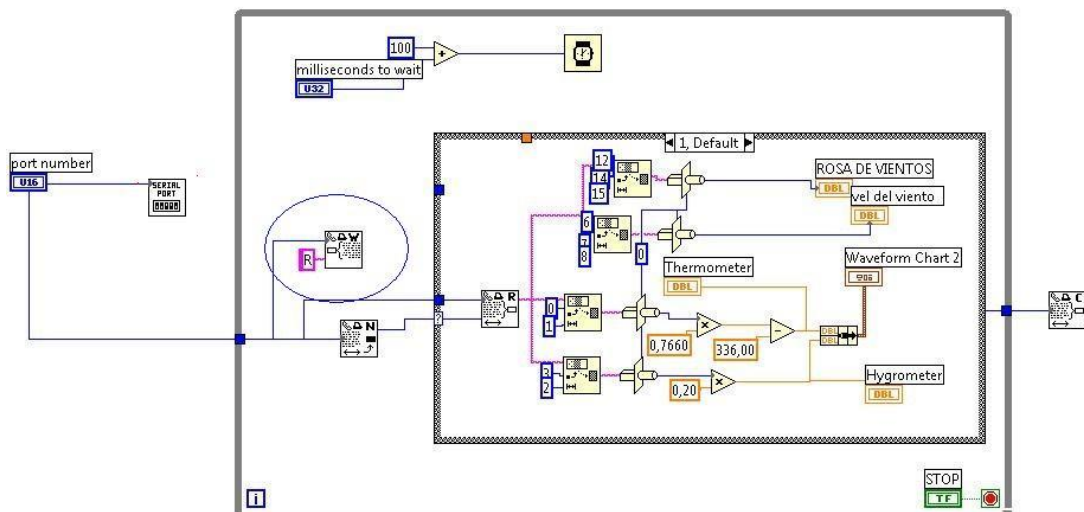 100
milliseconds to wait
U32
1, Default
12
14
15
ROSA DE VIENTOS
DBL
vel del viento
DBL
port number
U16
SERIAL
PORT
6
7
8
0
W
R
Thermometer
DBL
Waveform Chart 2
R
0
1
N
?
C
0,7660
336,00
DBL
DBL
3
2
0,20
Hygrometer
DBL
i
STOP
TF